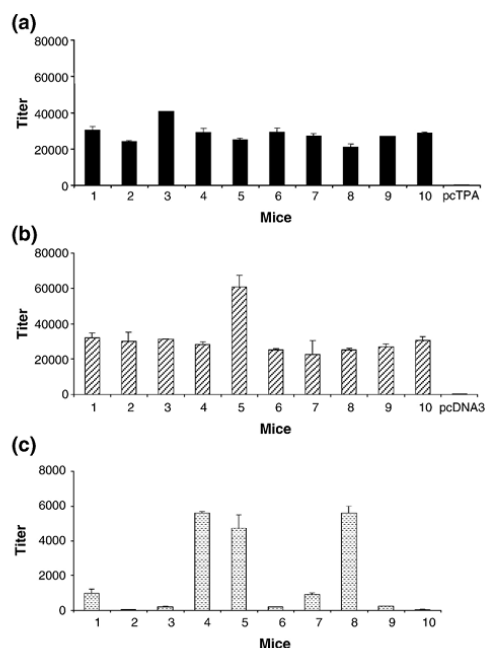 (a)
80000
60000
40000
20000
0
Titer
1 2 3 4 5 6 7 8 9 10 pcTPA
Mice
(b)
80000
60000
40000
20000
0
Titer
1 2 3 4 5 6 7 8 9 10 pcDNA3
Mice
(c)
8000
6000
4000
2000
0
Titer
1 2 3 4 5 6 7 8 9 10
Mice